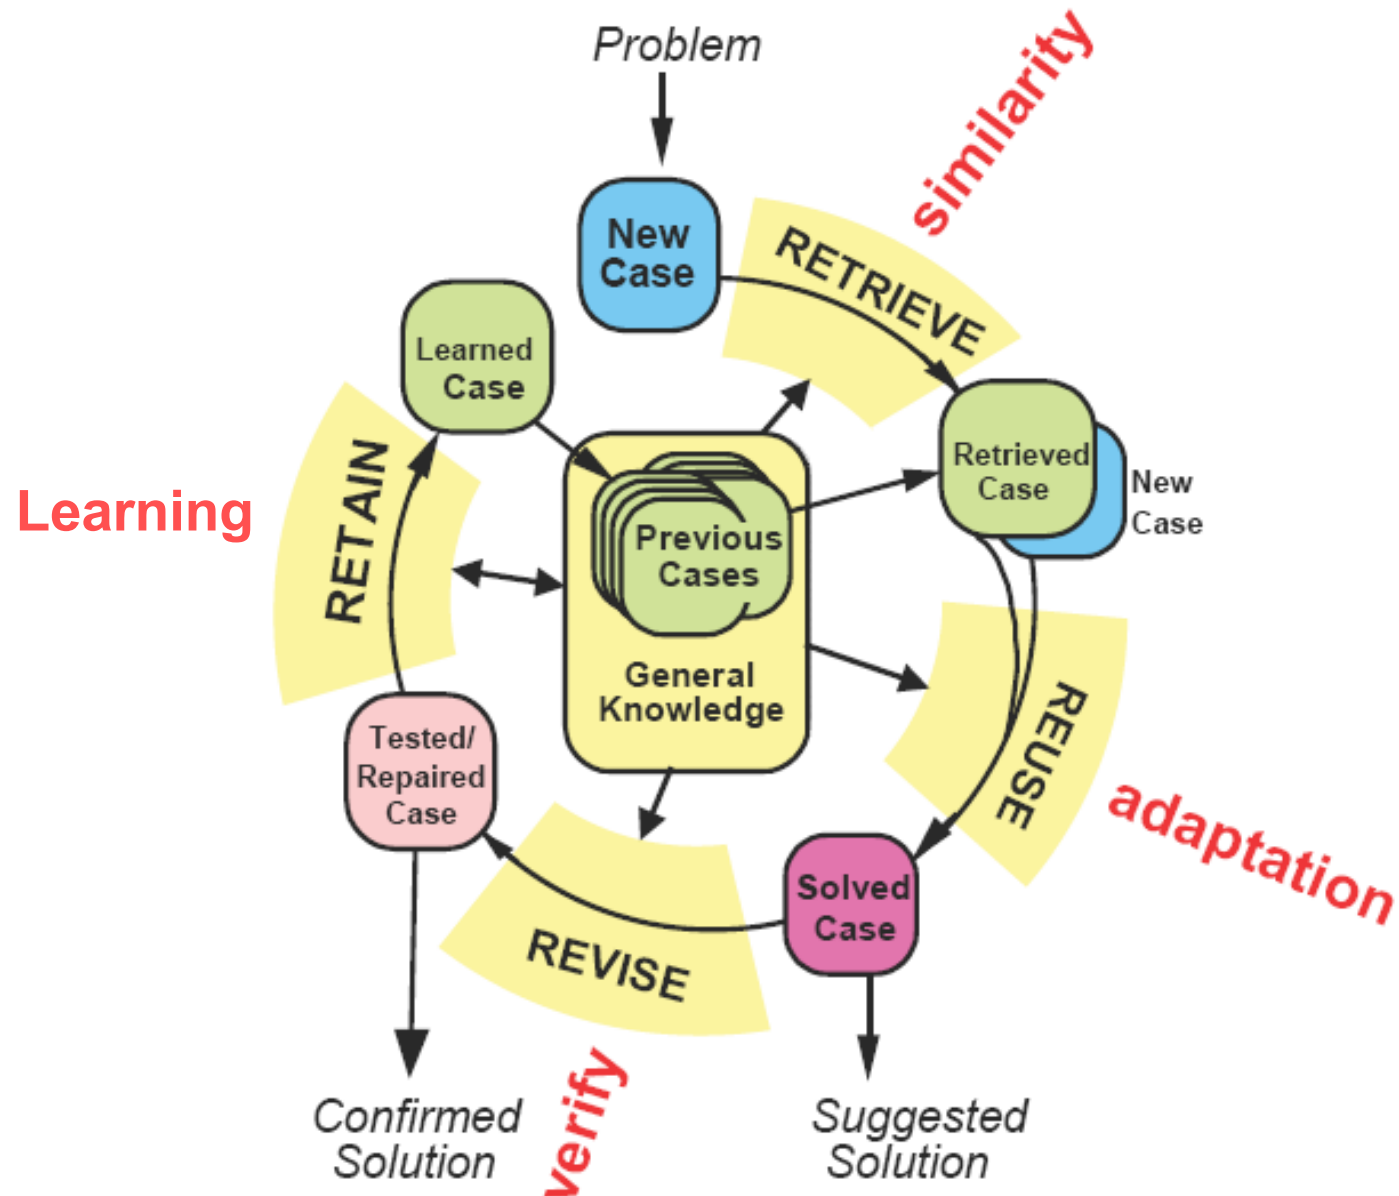 Problem
similarity
New
Case
RETRIEVE
Learned
Case
Retrieved
Case
New
Case
RETAIN
Learning
Previous
Cases
General
Knowledge
REUSE
adaptation
Tested/
Repaired
Case
Solved
Case
REVISE
verify
Confirmed
Solution
Suggested
Solution